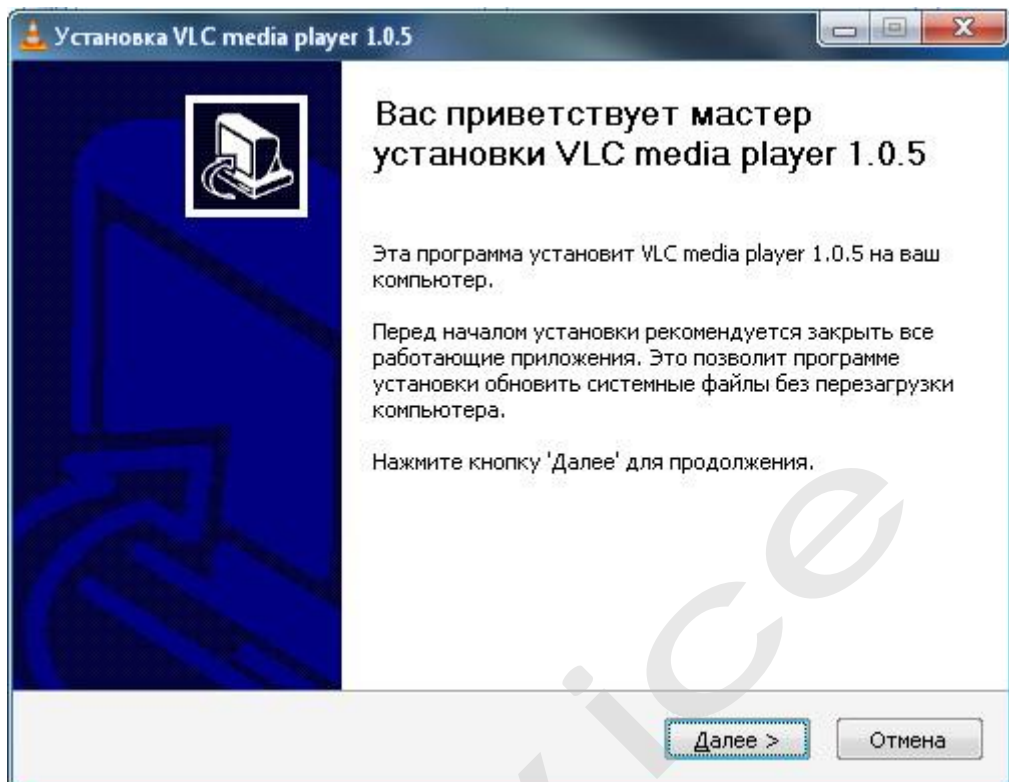 Установка VLC media player 1.0.5
Вас приветствует мастер
установки VLC media player 1.0.5
Эта программа установит VLC media player 1.0.5 на ваш
компьютер.
Перед началом установки рекомендуется закрыть все
работающие приложения. Это позволит программе
установки обновить системные файлы без перезагрузки
компьютера.
Нажмите кнопку 'Далее' для продолжения.
ice
Далее >
Отмена